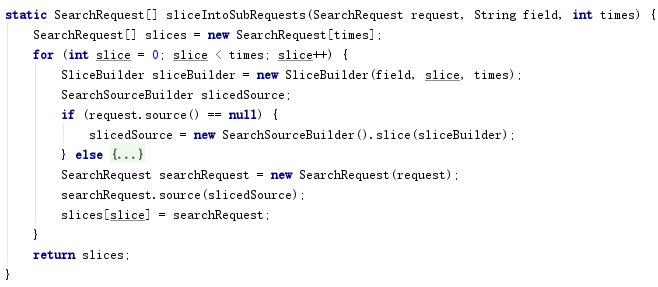 static SearchRequest[] sliceIntoSubRequests(SearchRequest request, String field, int times) {
    SearchRequest[] slices = new SearchRequest[times];
    for (int slice = 0; slice < times; slice++) {
        SliceBuilder sliceBuilder = new SliceBuilder(field, slice, times);
        SearchSourceBuilder slicedSource;
        if (request.source() == null) {
            slicedSource = new SearchSourceBuilder().slice(sliceBuilder);
        } else {...}
        SearchRequest searchRequest = new SearchRequest(request);
        searchRequest.source(slicedSource);
        slices[slice] = searchRequest;
    }
    return slices;
}